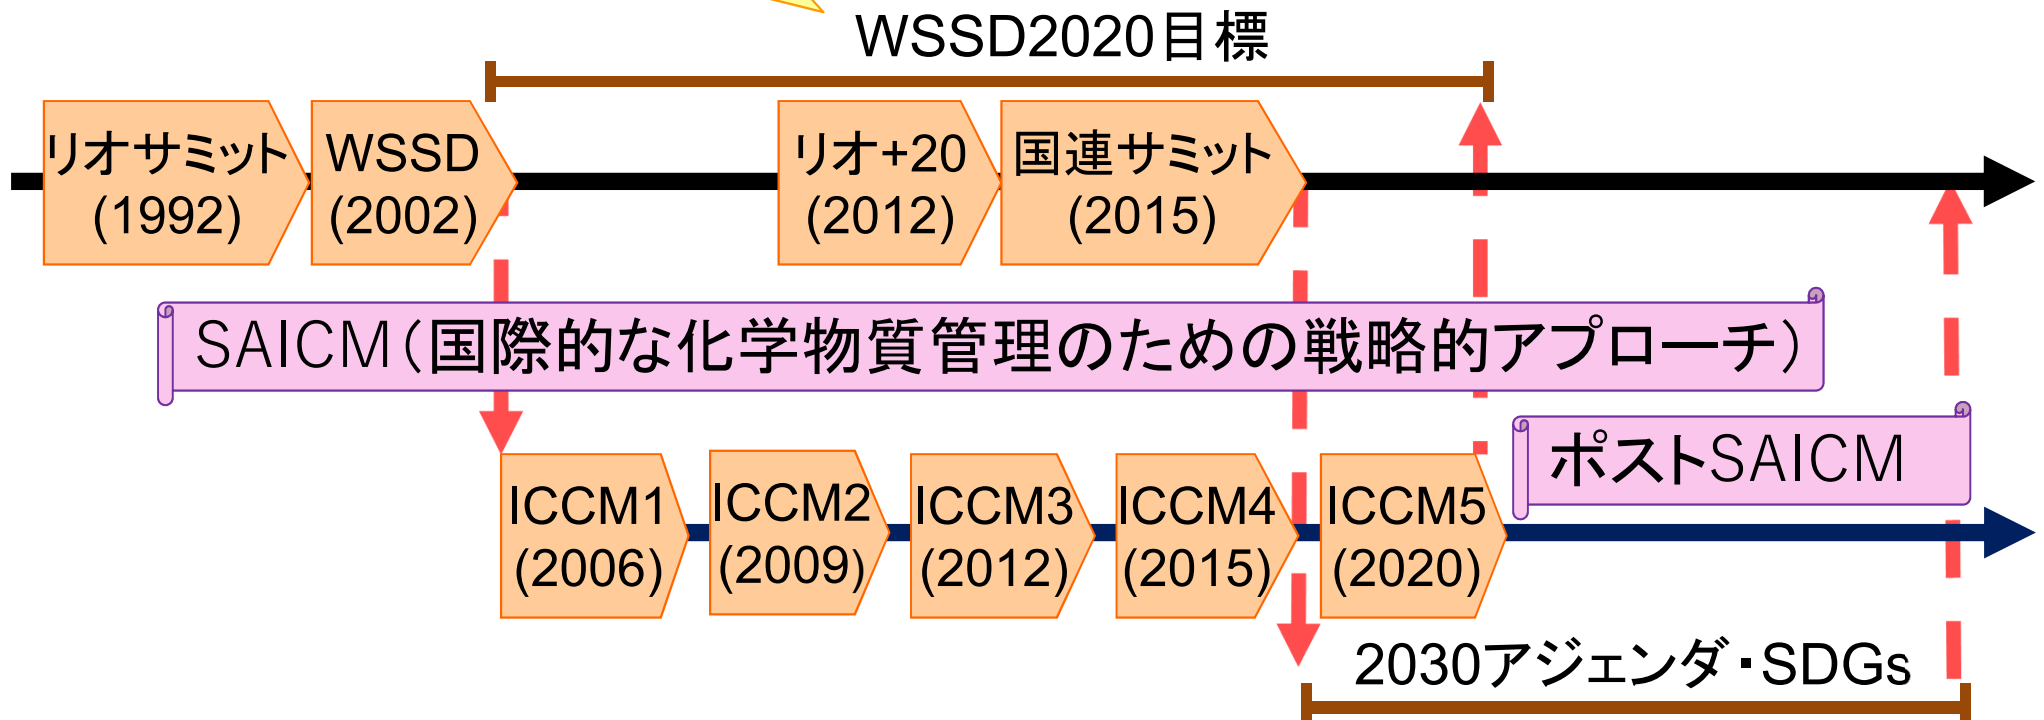 WSSD2020目標
リオサミット
(1992)
WSSD
(2002)
リオ+20
(2012)
国連サミット
(2015)
SAICM(国際的な化学物質管理のための戦略的アプローチ)
ポストSAICM
ICCM1
(2006)
ICCM2
(2009)
ICCM3
(2012)
ICCM4
(2015)
ICCM5
(2020)
2030アジェンダ・SDGs